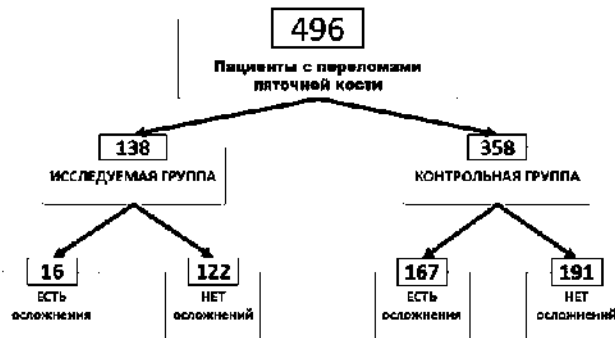 496
Пациенты с переломами
пяточной кости
138
ИССЛЕДУЕМАЯ ГРУППА
358
КОНТРОЛЬНАЯ ГРУППА
16
ЕСТЬ
осложнения
122
НЕТ
осложнений
167
ЕСТЬ
осложнения
191
НЕТ
осложнений